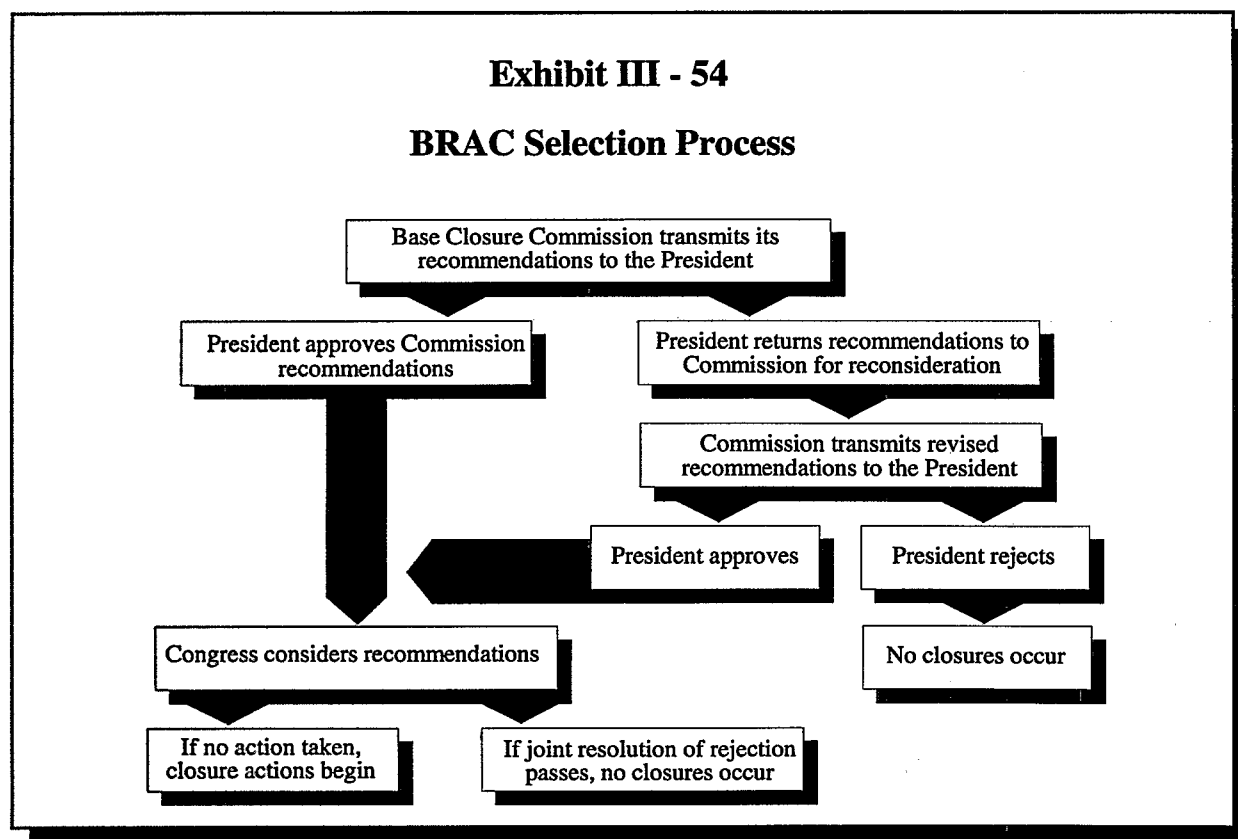 Exhibit III - 54
BRAC Selection Process
Base Closure Commission transmits its
recommendations to the President
President approves Commission
recommendations
President returns recommendations to
Commission for reconsideration
Commission transmits revised
recommendations to the President
President approves
President rejects
Congress considers recommendations
No closures occur
If no action taken,
closure actions begin
If joint resolution of rejection
passes, no closures occur